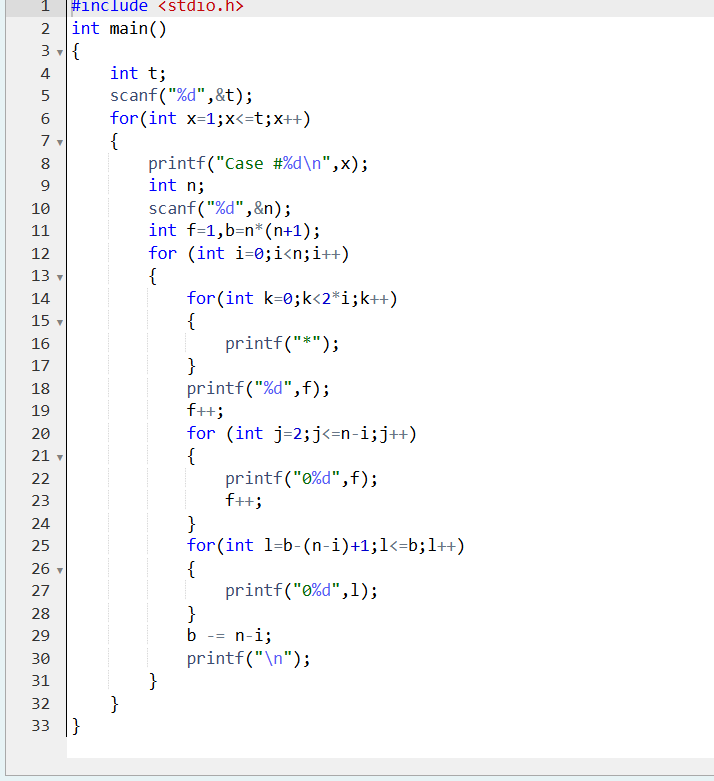 1 #include <stdio.h>
2 int main()
3 {
4     int t;
5     scanf("%d",&t);
6     for(int x=1;x<=t;x++)
7     {
8         printf("Case #%d\n",x);
9         int n;
10         scanf("%d",&n);
11         int f=1,b=n*(n+1);
12         for (int i=0;i<n;i++)
13         {
14             for(int k=0;k<2*i;k++)
15             {
16                 printf("*");
17             }
18             printf("%d",f);
19             f++;
20             for (int j=2;j<=n-i;j++)
21             {
22                 printf("0%d",f);
23                 f++;
24             }
25             for(int l=b-(n-i)+1;l<=b;l++)
26             {
27                 printf("0%d",l);
28             }
29             b -= n-i;
30             printf("\n");
31         }
32     }
33 }